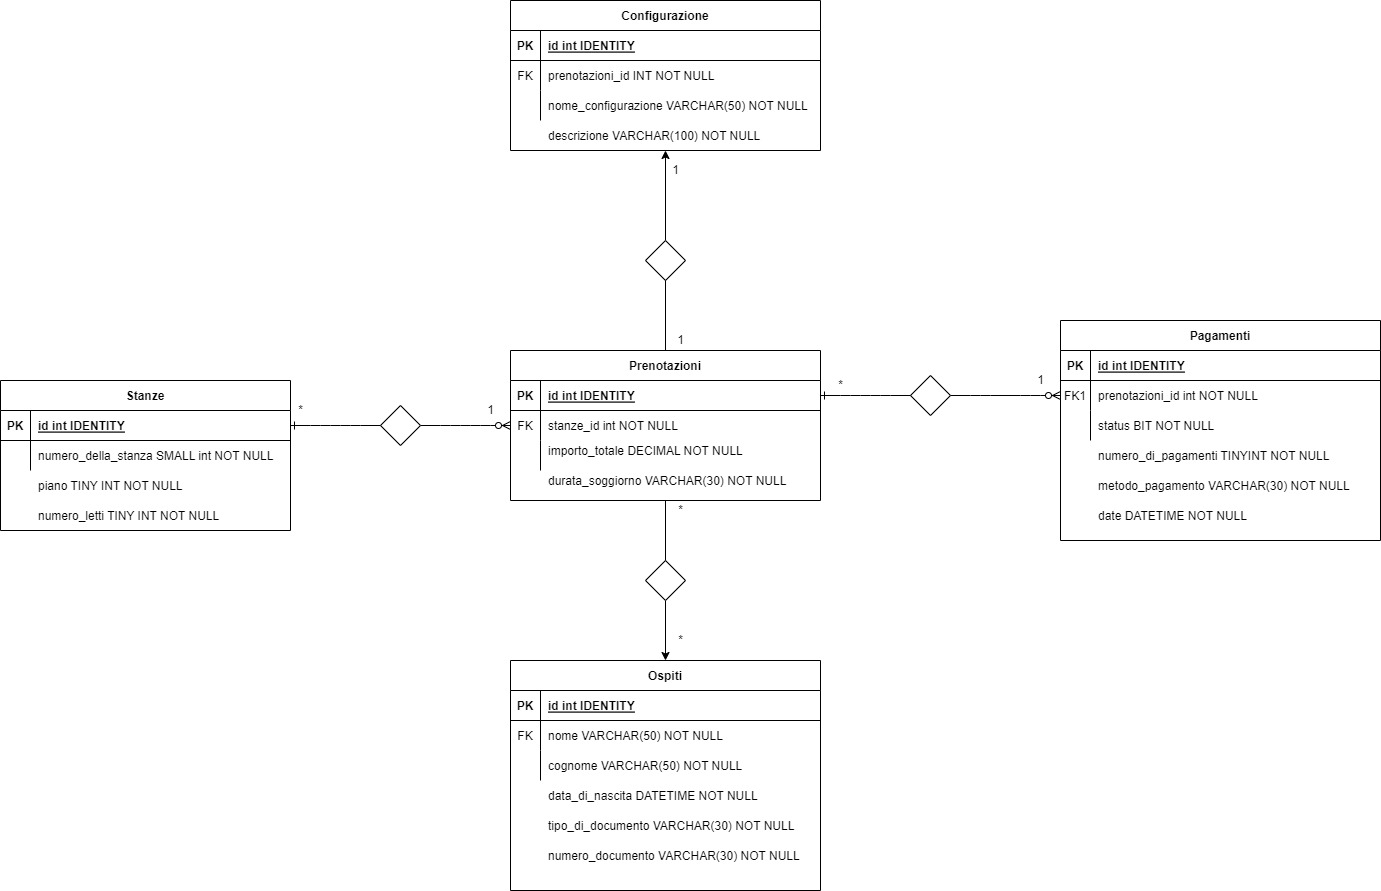 Configurazione
PK id int IDENTITY
FK prenotazioni_id INT NOT NULL
nome_configurazione VARCHAR(50) NOT NULL
descrizione VARCHAR(100) NOT NULL
1
1
Stanze
PK id int IDENTITY
numero_della_stanza SMALL int NOT NULL
piano TINY INT NOT NULL
numero_letti TINY INT NOT NULL
*
1
Prenotazioni
PK id int IDENTITY
FK stanze_id int NOT NULL
importo_totale DECIMAL NOT NULL
durata_soggiorno VARCHAR(30) NOT NULL
*
1
Pagamenti
PK id int IDENTITY
FK1 prenotazioni_id int NOT NULL
status BIT NOT NULL
numero_di_pagamenti TINYINT NOT NULL
metodo_pagamento VARCHAR(30) NOT NULL
date DATETIME NOT NULL
*
*
Ospiti
PK id int IDENTITY
FK nome VARCHAR(50) NOT NULL
cognome VARCHAR(50) NOT NULL
data_di_nascita DATETIME NOT NULL
tipo_di_documento VARCHAR(30) NOT NULL
numero_documento VARCHAR(30) NOT NULL